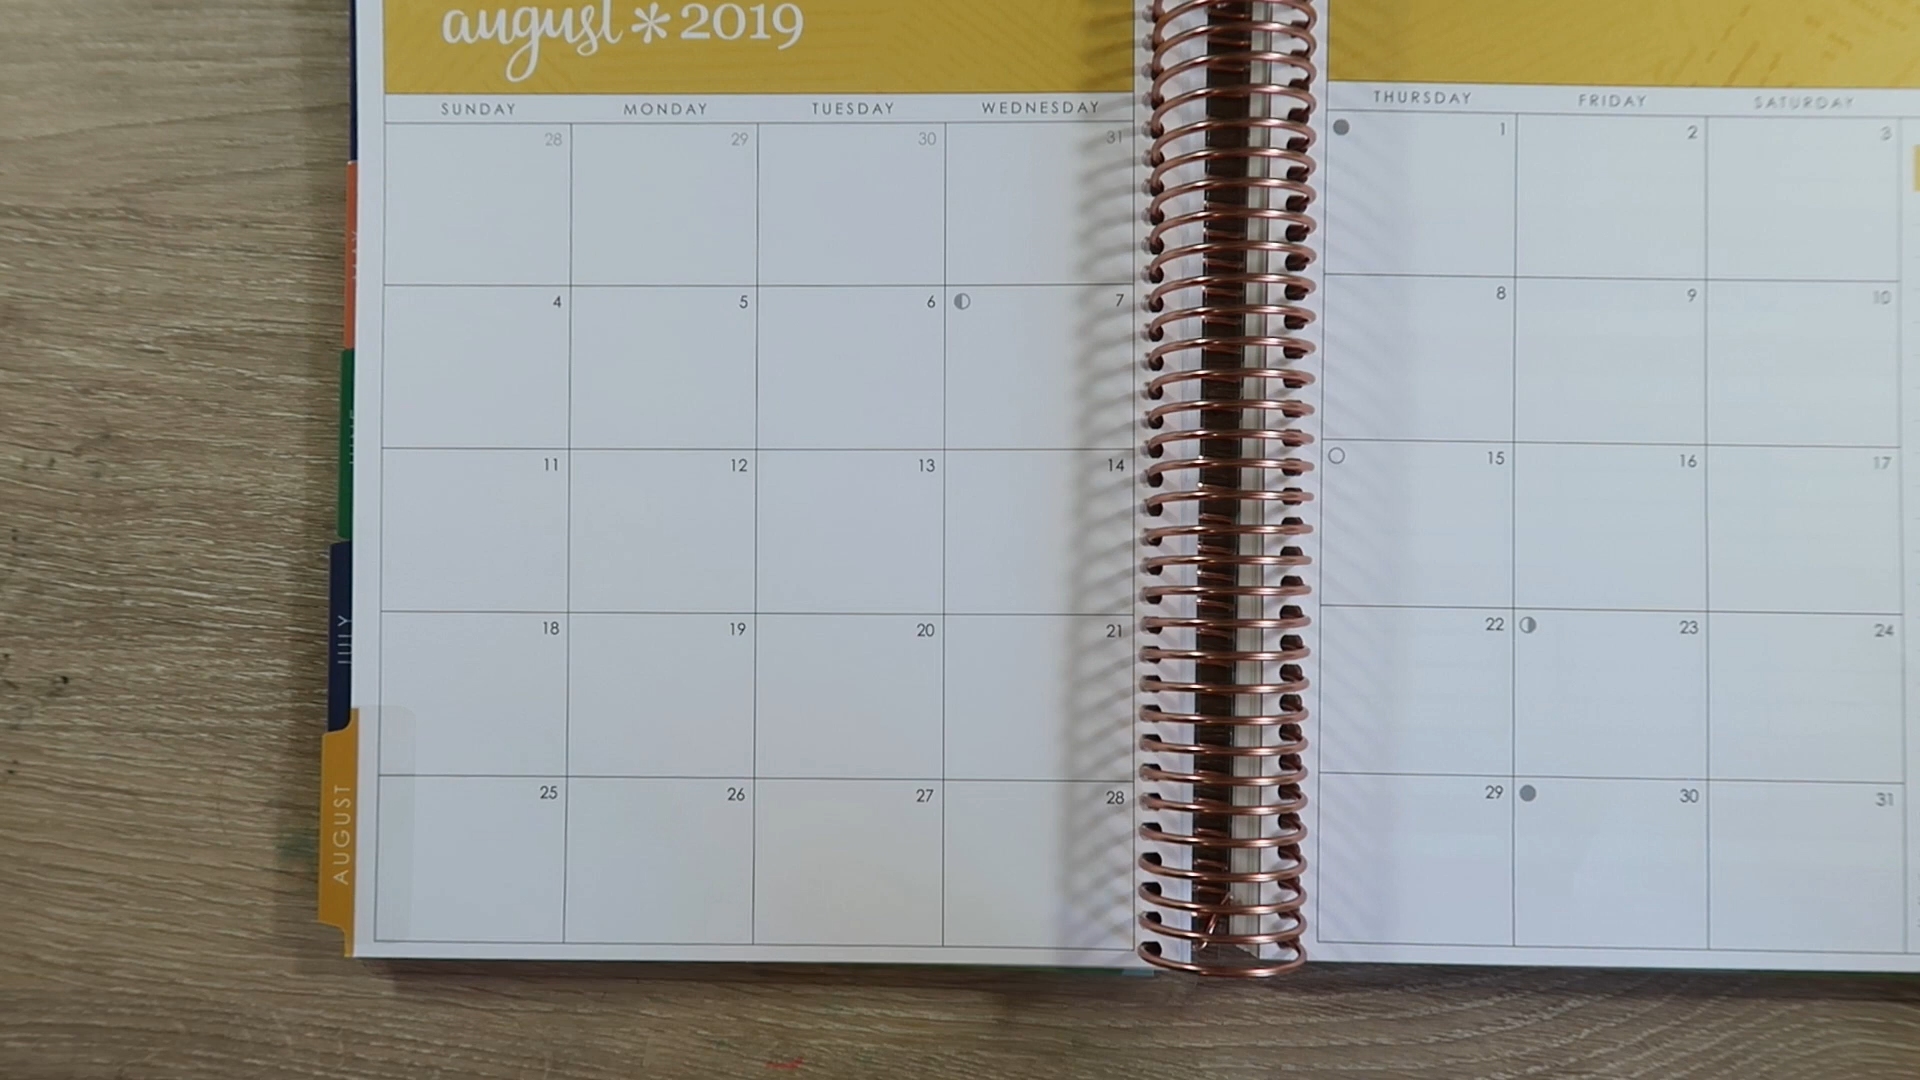 august * 2019
SUNDAY MONDAY TUESDAY WEDNESDAY THURSDAY FRIDAY SATURDAY
28 29 30 31 1 2 3
4 5 6 7 8 9 10
11 12 13 14 15 16 17
18 19 20 21 22 23 24
25 26 27 28 29 30 31
MAY
JUNE
JULY
AUGUST